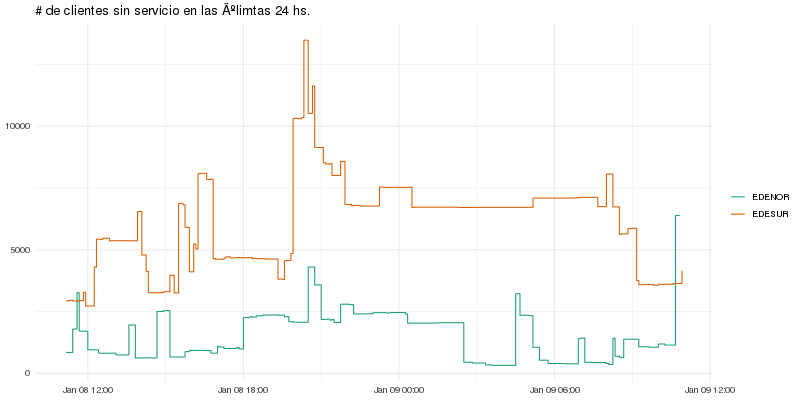 # de clientes sin servicio en las Ãºlimtas 24 hs.
10000
5000
0
Jan 08 12:00
Jan 08 18:00
Jan 09 00:00
Jan 09 06:00
Jan 09 12:00
EDENOR
EDESUR